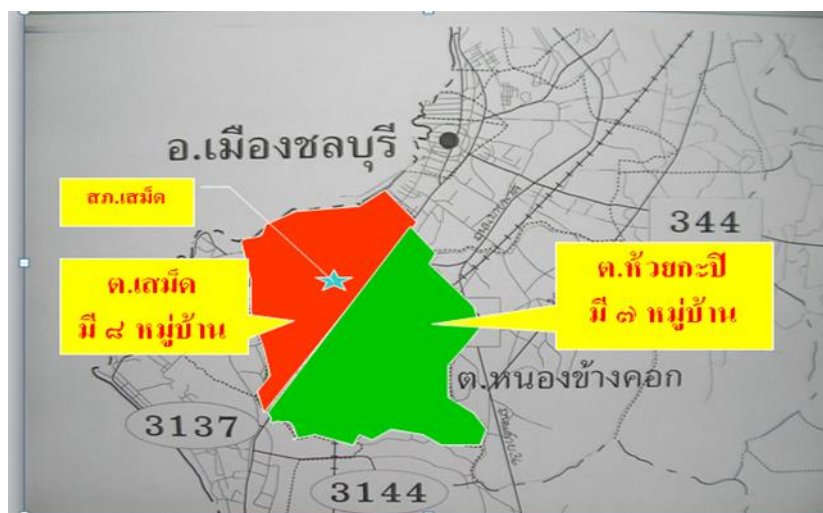 อ.เมืองชลบุรี
สภ.เสม็ด
344
ต.เสม็ด
มี ๘ หมู่บ้าน
ต.ห้วยกะปิ
มี ๗ หมู่บ้าน
ต.หนองข้างคอก
3137
3144